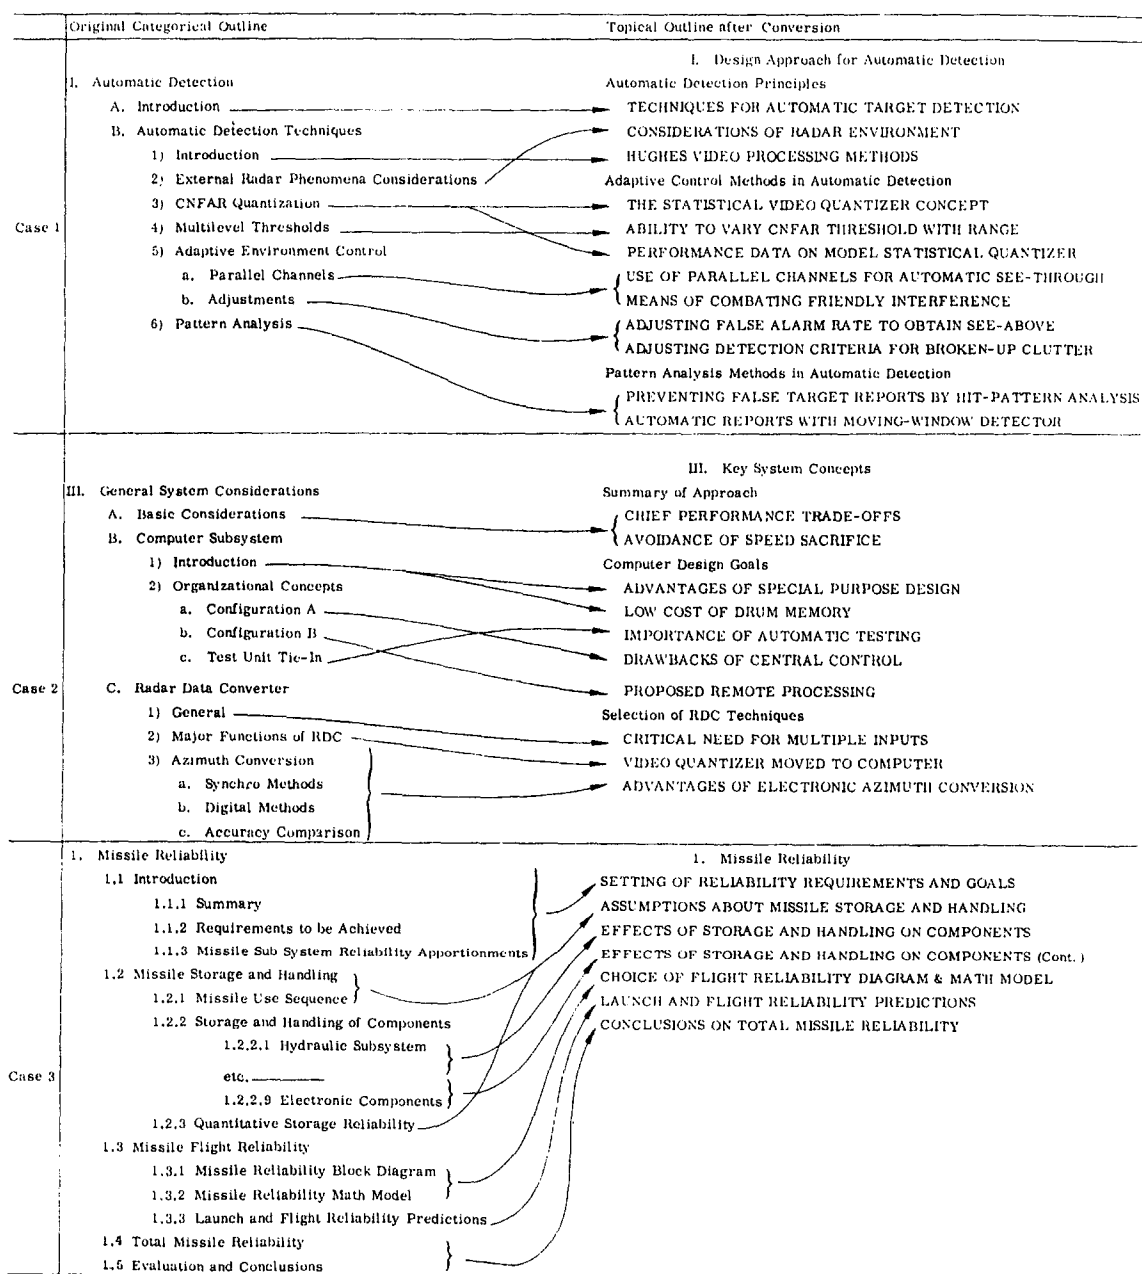 Original Categorical Outline
Topical Outline after Conversion
Case 1
I. Automatic Detection
A. Introduction
B. Automatic Detection Techniques
1) Introduction
2) External Radar Phenomena Considerations
3) CNFAR Quantization
4) Multilevel Thresholds
5) Adaptive Environment Control
a. Parallel Channels
b. Adjustments
6) Pattern Analysis
I. Design Approach for Automatic Detection
Automatic Detection Principles
TECHNIQUES FOR AUTOMATIC TARGET DETECTION
CONSIDERATIONS OF RADAR ENVIRONMENT
HUGHES VIDEO PROCESSING METHODS
Adaptive Control Methods in Automatic Detection
THE STATISTICAL VIDEO QUANTIZER CONCEPT
ABILITY TO VARY CNFAR THRESHOLD WITH RANGE
PERFORMANCE DATA ON MODEL STATISTICAL QUANTIZER
USE OF PARALLEL CHANNELS FOR AUTOMATIC SEE-THROUGH
MEANS OF COMBATING FRIENDLY INTERFERENCE
ADJUSTING FALSE ALARM RATE TO OBTAIN SEE-ABOVE
ADJUSTING DETECTION CRITERIA FOR BROKEN-UP CLUTTER
Pattern Analysis Methods in Automatic Detection
PREVENTING FALSE TARGET REPORTS BY HIT-PATTERN ANALYSIS
AUTOMATIC REPORTS WITH MOVING-WINDOW DETECTOR
Case 2
III. General System Considerations
A. Basic Considerations
B. Computer Subsystem
1) Introduction
2) Organizational Concepts
a. Configuration A
b. Configuration B
c. Test Unit Tie-In
C. Radar Data Converter
1) General
2) Major Functions of RDC
3) Azimuth Conversion
a. Synchro Methods
b. Digital Methods
c. Accuracy Comparison
III. Key System Concepts
Summary of Approach
CHIEF PERFORMANCE TRADE-OFFS
AVOIDANCE OF SPEED SACRIFICE
Computer Design Goals
ADVANTAGES OF SPECIAL PURPOSE DESIGN
LOW COST OF DRUM MEMORY
IMPORTANCE OF AUTOMATIC TESTING
DRAWBACKS OF CENTRAL CONTROL
PROPOSED REMOTE PROCESSING
Selection of RDC Techniques
CRITICAL NEED FOR MULTIPLE INPUTS
VIDEO QUANTIZER MOVED TO COMPUTER
ADVANTAGES OF ELECTRONIC AZIMUTH CONVERSION
Case 3
1. Missile Reliability
1.1 Introduction
1.1.1 Summary
1.1.2 Requirements to be Achieved
1.1.3 Missile Sub System Reliability Apportionments
1.2 Missile Storage and Handling
1.2.1 Missile Use Sequence
1.2.2 Storage and Handling of Components
1.2.2.1 Hydraulic Subsystem
etc.
1.2.2.9 Electronic Components
1.2.3 Quantitative Storage Reliability
1.3 Missile Flight Reliability
1.3.1 Missile Reliability Block Diagram
1.3.2 Missile Reliability Math Model
1.3.3 Launch and Flight Reliability Predictions
1.4 Total Missile Reliability
1.5 Evaluation and Conclusions
1. Missile Reliability
SETTING OF RELIABILITY REQUIREMENTS AND GOALS
ASSUMPTIONS ABOUT MISSILE STORAGE AND HANDLING
EFFECTS OF STORAGE AND HANDLING ON COMPONENTS
EFFECTS OF STORAGE AND HANDLING ON COMPONENTS (Cont.)
CHOICE OF FLIGHT RELIABILITY DIAGRAM & MATH MODEL
LAUNCH AND FLIGHT RELIABILITY PREDICTIONS
CONCLUSIONS ON TOTAL MISSILE RELIABILITY